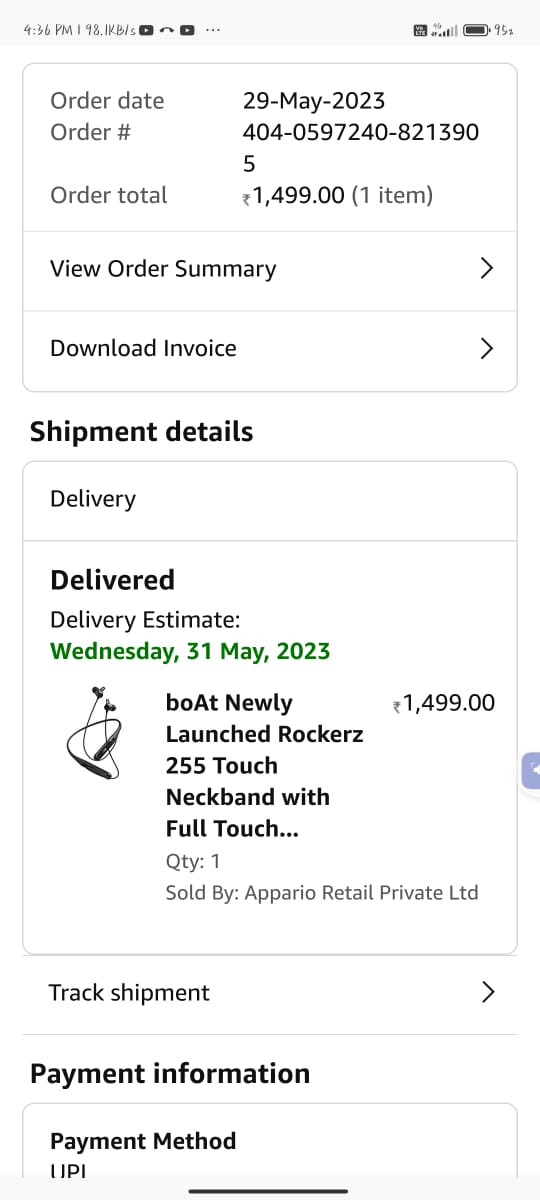 4:36 PM | 98.1KB/s ...
95%
Order date 29-May-2023
Order # 404-0597240-821390
5
Order total ₹1,499.00 (1 item)
View Order Summary
Download Invoice
Shipment details
Delivery
Delivered
Delivery Estimate:
Wednesday, 31 May, 2023
boAt Newly ₹1,499.00
Launched Rockerz
255 Touch
Neckband with
Full Touch...
Qty: 1
Sold By: Appario Retail Private Ltd
Track shipment
Payment information
Payment Method
UPI